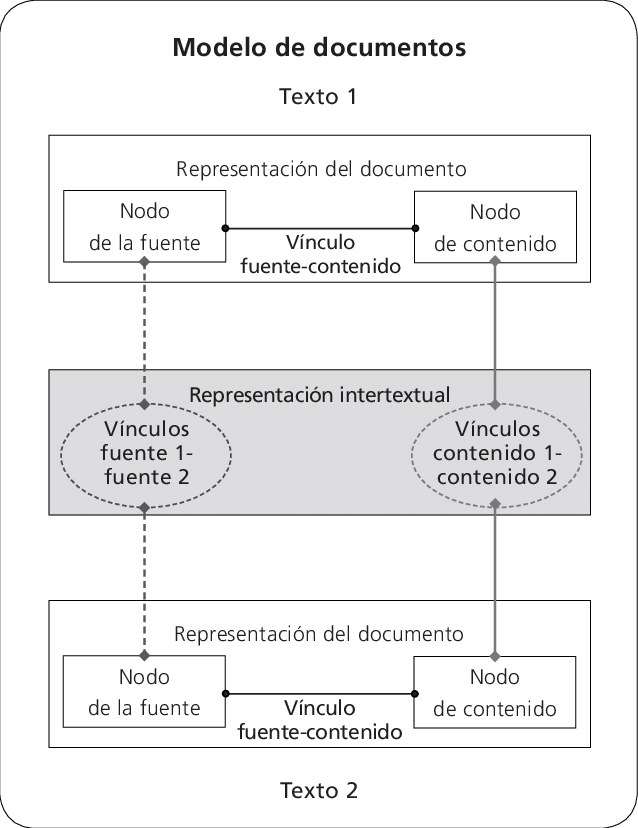 Modelo de documentos
Texto 1
Representación del documento
Nodo
de la fuente
Vínculo
fuente-contenido
Nodo
de contenido
Representación intertextual
Vínculos
fuente 1-
fuente 2
Vínculos
contenido 1-
contenido 2
Representación del documento
Nodo
de la fuente
Vínculo
fuente-contenido
Nodo
de contenido
Texto 2